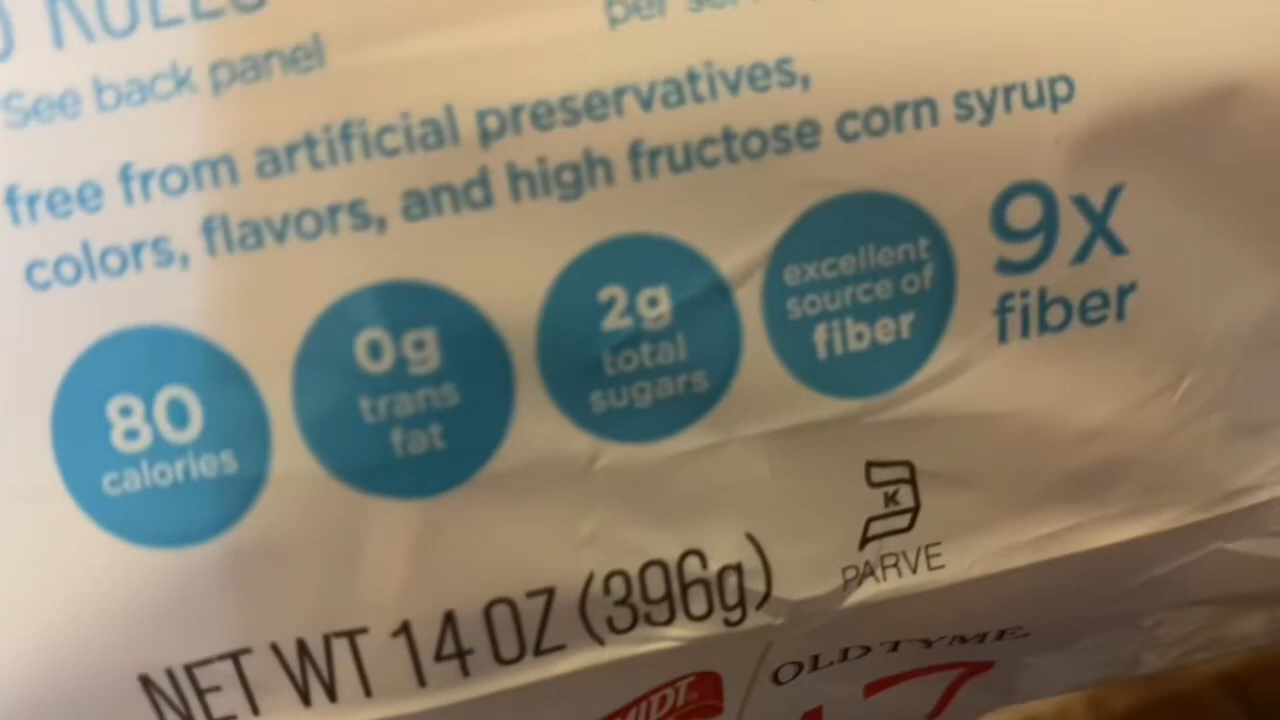 See back panel
free from artificial preservatives,
colors, flavors, and high fructose corn syrup
80
calories
0g
trans
fat
2g
total
sugars
excellent
source of
fiber
9x
fiber
K
PARVE
NET WT 14 OZ (396g)
OLD TYME